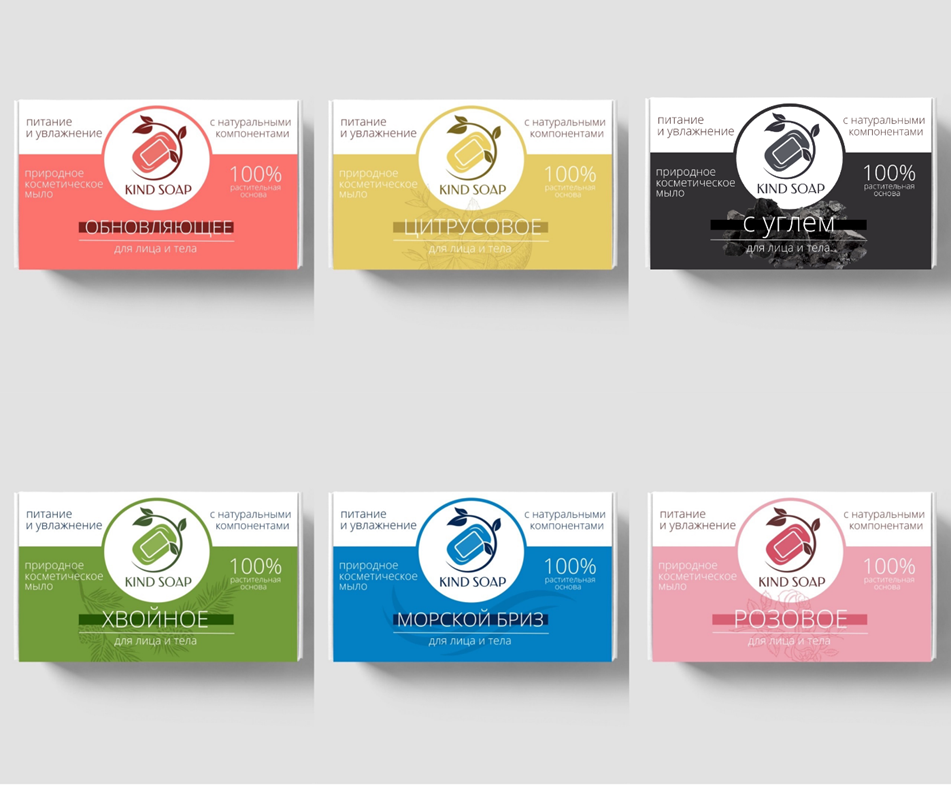 питание
и увлажнение
с натуральными
компонентами
KIND SOAP
природное
косметическое
мыло
100%
растительная
основа
ОБНОВЛЯЮЩЕЕ
для лица и тела
питание
и увлажнение
с натуральными
компонентами
KIND SOAP
природное
косметическое
мыло
100%
растительная
основа
ЦИТРУСОВОЕ
для лица и тела
питание
и увлажнение
с натуральными
компонентами
KIND SOAP
природное
косметическое
мыло
100%
растительная
основа
с углем
для лица и тела
питание
и увлажнение
с натуральными
компонентами
KIND SOAP
природное
косметическое
мыло
100%
растительная
основа
ХВОЙНОЕ
для лица и тела
питание
и увлажнение
с натуральными
компонентами
KIND SOAP
природное
косметическое
мыло
100%
растительная
основа
МОРСКОЙ БРИЗ
для лица и тела
питание
и увлажнение
с натуральными
компонентами
KIND SOAP
природное
косметическое
мыло
100%
растительная
основа
РОЗОВОЕ
для лица и тела